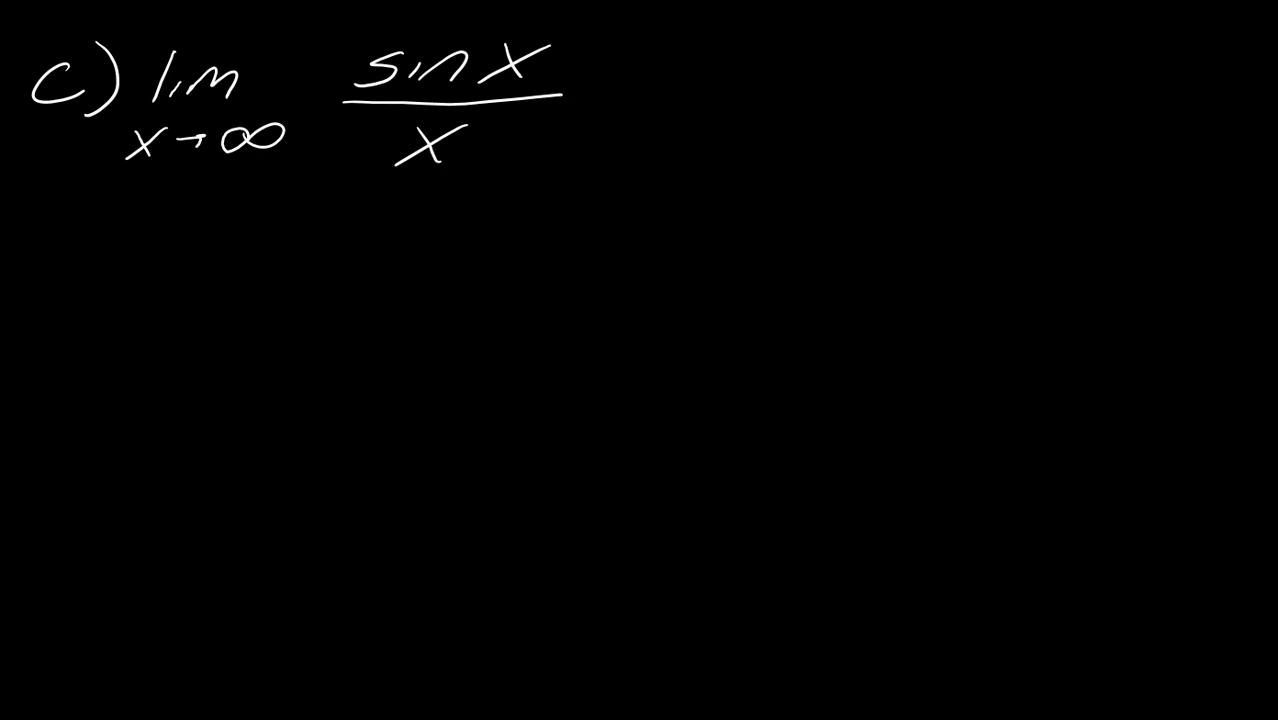 c) lim sin x
x→∞ x